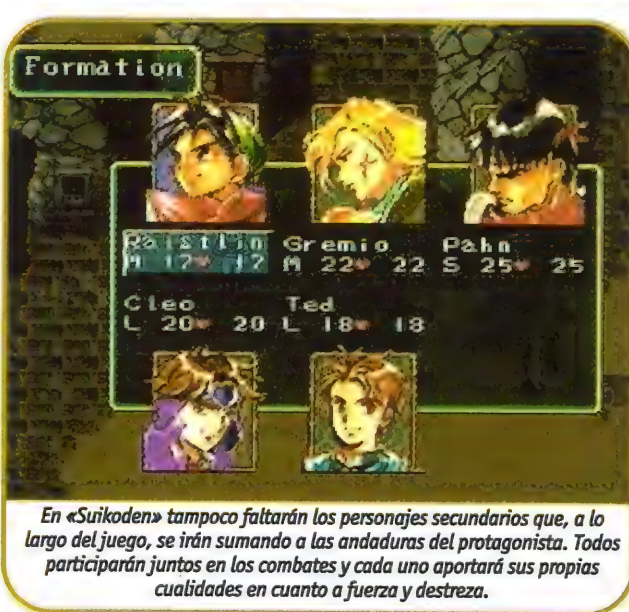 Formation
Raistlin Gremio Pahn
M 17♥ 17 M 22♥ 22 S 25♥ 25
Cleo Ted
L 20♥ 20 L 18♥ 18
En «Suikoden» tampoco faltarán los personajes secundarios que, a lo
largo del juego, se irán sumando a las andaduras del protagonista. Todos
participarán juntos en los combates y cada uno aportará sus propias
cualidades en cuanto a fuerza y destreza.